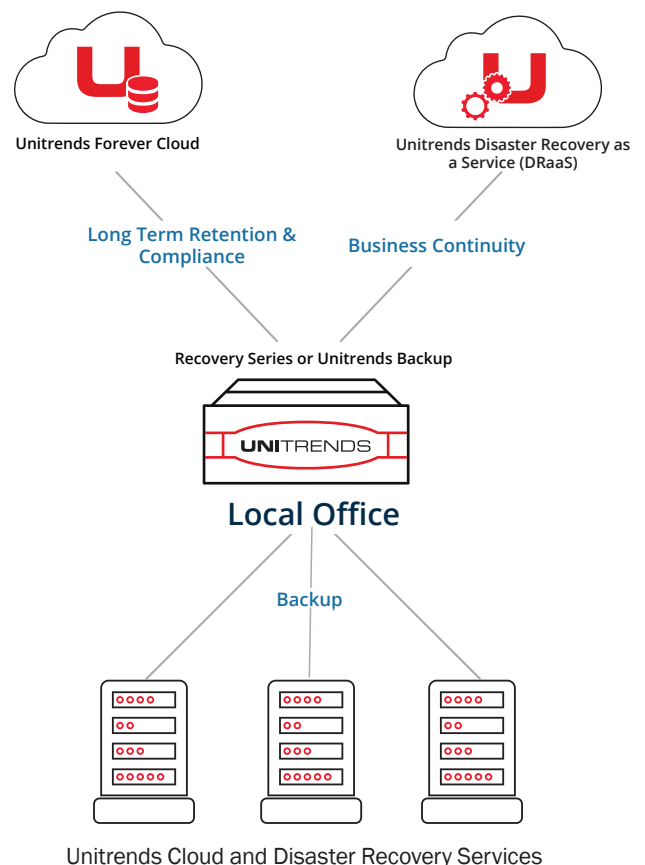 Unitrends Forever Cloud
Unitrends Disaster Recovery as
a Service (DRaaS)
Long Term Retention &
Compliance
Business Continuity
Recovery Series or Unitrends Backup
UNITRENDS
Local Office
Backup
Unitrends Cloud and Disaster Recovery Services